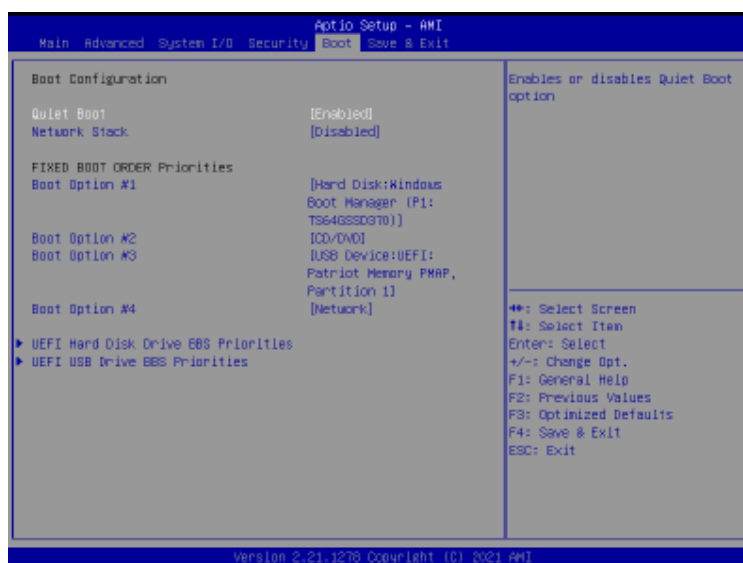 Aptio Setup - AMI
Main Advanced System I/O Security Boot Save & Exit
Boot Configuration
Quiet Boot [Enabled]
Network Stack [Disabled]
FIXED BOOT ORDER Priorities
Boot Option #1 [Hard Disk:Windows
Boot Manager (P1:
TS64GSSD370)]
Boot Option #2 [CD/DVD]
Boot Option #3 [USB Device:UEFI:
Patriot Memory PMAP,
Partition 1]
Boot Option #4 [Network]
UEFI Hard Disk Drive BBS Priorities
UEFI USB Drive BBS Priorities
Enables or disables Quiet Boot
option
: Select Screen
: Select Item
Enter: Select
+/-: Change Opt.
F1: General Help
F2: Previous Values
F3: Optimized Defaults
F4: Save & Exit
ESC: Exit
Version 2.21.1278 Copyright (C) 2021 AMI